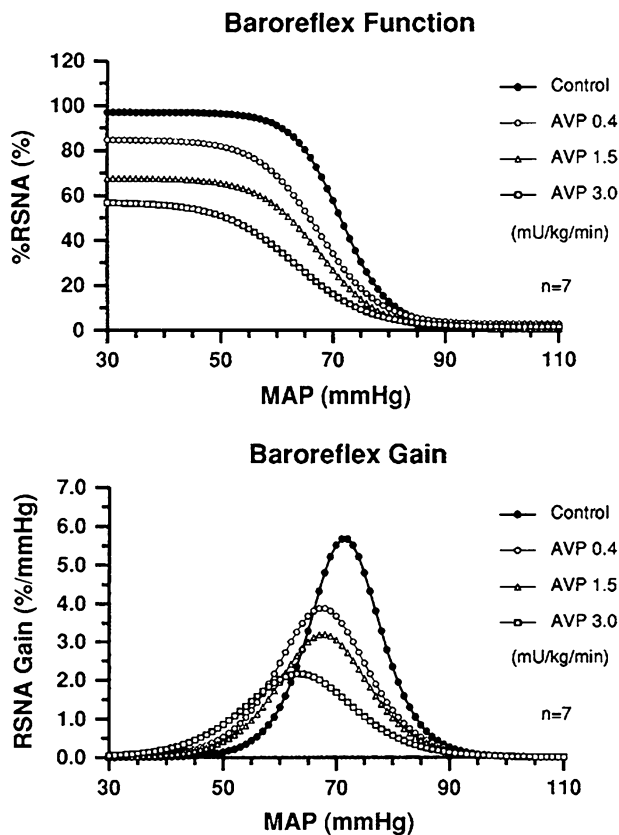 Baroreflex Function
%RSNA (%)
120
100
80
60
40
20
0
30 50 70 90 110
MAP (mmHg)
Control
AVP 0.4
AVP 1.5
AVP 3.0
(mU/kg/min)
n=7
Baroreflex Gain
RSNA Gain (%/mmHg)
7.0
6.0
5.0
4.0
3.0
2.0
1.0
0.0
30 50 70 90 110
MAP (mmHg)
Control
AVP 0.4
AVP 1.5
AVP 3.0
(mU/kg/min)
n=7